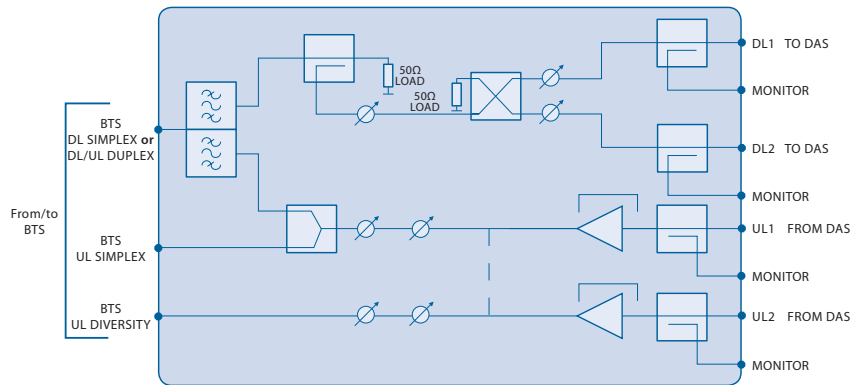 BTS
DL SIMPLEX or
DL/UL DUPLEX
From/to
BTS
BTS
UL SIMPLEX
BTS
UL DIVERSITY
50Ω
LOAD
50Ω
LOAD
DL1 TO DAS
MONITOR
DL2 TO DAS
MONITOR
UL1 FROM DAS
MONITOR
UL2 FROM DAS
MONITOR